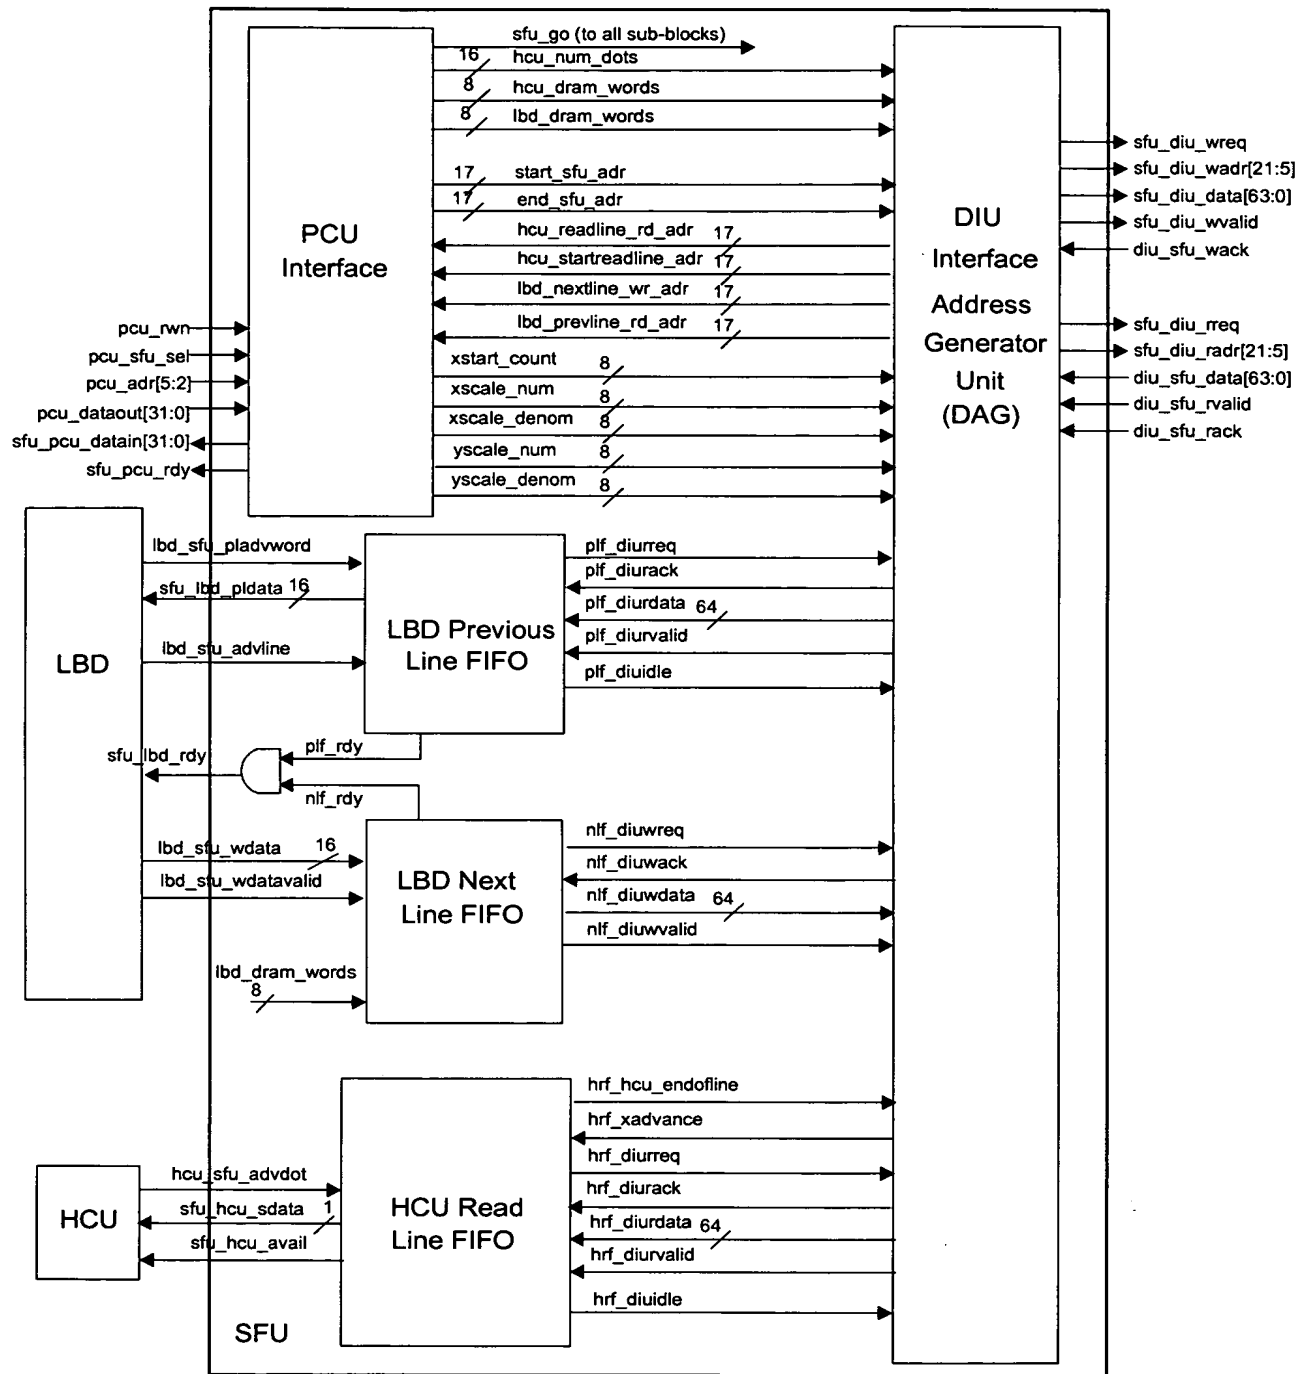 sfu_go (to all sub-blocks)
16 hcu_num_dots
8 hcu_dram_words
8 lbd_dram_words
17 start_sfu_adr
17 end_sfu_adr
hcu_readline_rd_adr 17
hcu_startreadline_adr 17
lbd_nextline_wr_adr 17
lbd_prevline_rd_adr 17
xstart_count 8
xscale_num 8
xscale_denom 8
yscale_num 8
yscale_denom 8
PCU
Interface
pcu_rwn
pcu_sfu_sel
pcu_adr[5:2]
pcu_dataout[31:0]
sfu_pcu_datain[31:0]
sfu_pcu_rdy
DIU
Interface
Address
Generator
Unit
(DAG)
sfu_diu_wreq
sfu_diu_wadr[21:5]
sfu_diu_data[63:0]
sfu_diu_wvalid
diu_sfu_wack
sfu_diu_rreq
sfu_diu_radr[21:5]
diu_sfu_data[63:0]
diu_sfu_rvalid
diu_sfu_rack
LBD
lbd_sfu_pladvword
sfu_lbd_pldata 16
lbd_sfu_advline
LBD Previous
Line FIFO
plf_diurreq
plf_diurack
plf_diurdata 64
plf_diurvalid
plf_diuidle
sfu_lbd_rdy
plf_rdy
nlf_rdy
lbd_sfu_wdata 16
lbd_sfu_wdatavalid
lbd_dram_words
8
LBD Next
Line FIFO
nlf_diuwreq
nlf_diuwack
nlf_diuwdata 64
nlf_diuwvalid
HCU
hcu_sfu_advdot
sfu_hcu_sdata 1
sfu_hcu_avail
HCU Read
Line FIFO
hrf_hcu_endofline
hrf_xadvance
hrf_diurreq
hrf_diurack
hrf_diurdata 64
hrf_diurvalid
hrf_diuidle
SFU